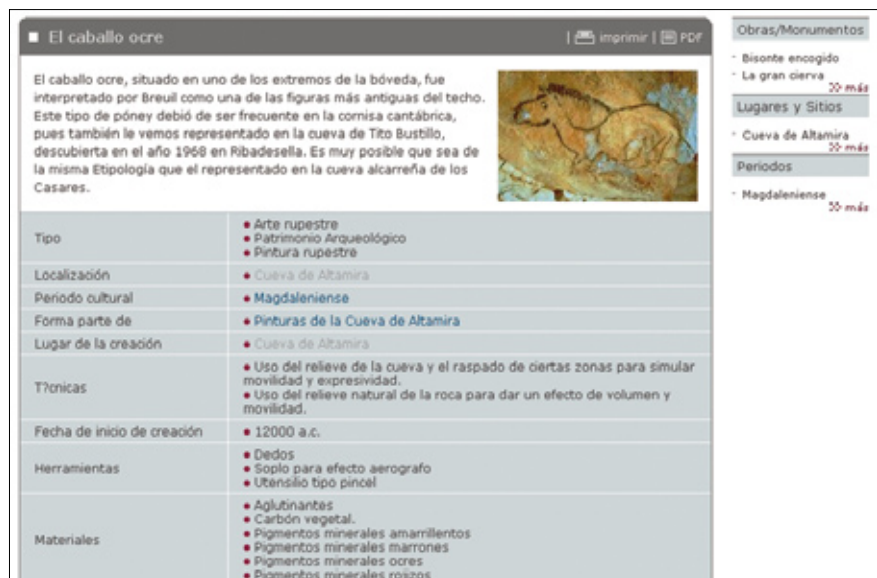 El caballo ocre
| imprimir | PDF
El caballo ocre, situado en uno de los extremos de la bóveda, fue
interpretado por Breuil como una de las figuras más antiguas del techo.
Este tipo de póney debió de ser frecuente en la cornisa cantábrica,
pues también le vemos representado en la cueva de Tito Bustillo,
descubierta en el año 1968 en Ribadesella. Es muy posible que sea de
la misma Etipología que el representado en la cueva alcarreña de los
Casares.
Tipo
• Arte rupestre
• Patrimonio Arqueológico
• Pintura rupestre
Localización
• Cueva de Altamira
Periodo cultural
• Magdaleniense
Forma parte de
• Pinturas de la Cueva de Altamira
Lugar de la creación
• Cueva de Altamira
T?cnicas
• Uso del relieve de la cueva y el raspado de ciertas zonas para simular
movilidad y expresividad.
• Uso del relieve natural de la roca para dar un efecto de volumen y
movilidad.
Fecha de inicio de creación
• 12000 a.c.
Herramientas
• Dedos
• Soplo para efecto aerografo
• Utensilio tipo pincel
Materiales
• Aglutinantes
• Carbón vegetal.
• Pigmentos minerales amarrillentos
• Pigmentos minerales marrones
• Pigmentos minerales ocres
• Pigmentos minerales rojizos
Obras/Monumentos
- Bisonte encogido
- La gran cierva
>> más
Lugares y Sitios
- Cueva de Altamira
>> más
Periodos
- Magdaleniense
>> más